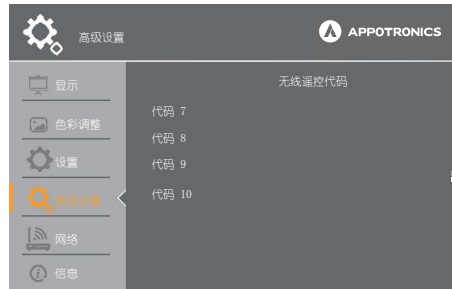 高级设置
APPOTRONICS
显示
色彩调整
设置
网络
信息
无线遥控代码
代码 7
代码 8
代码 9
代码 10